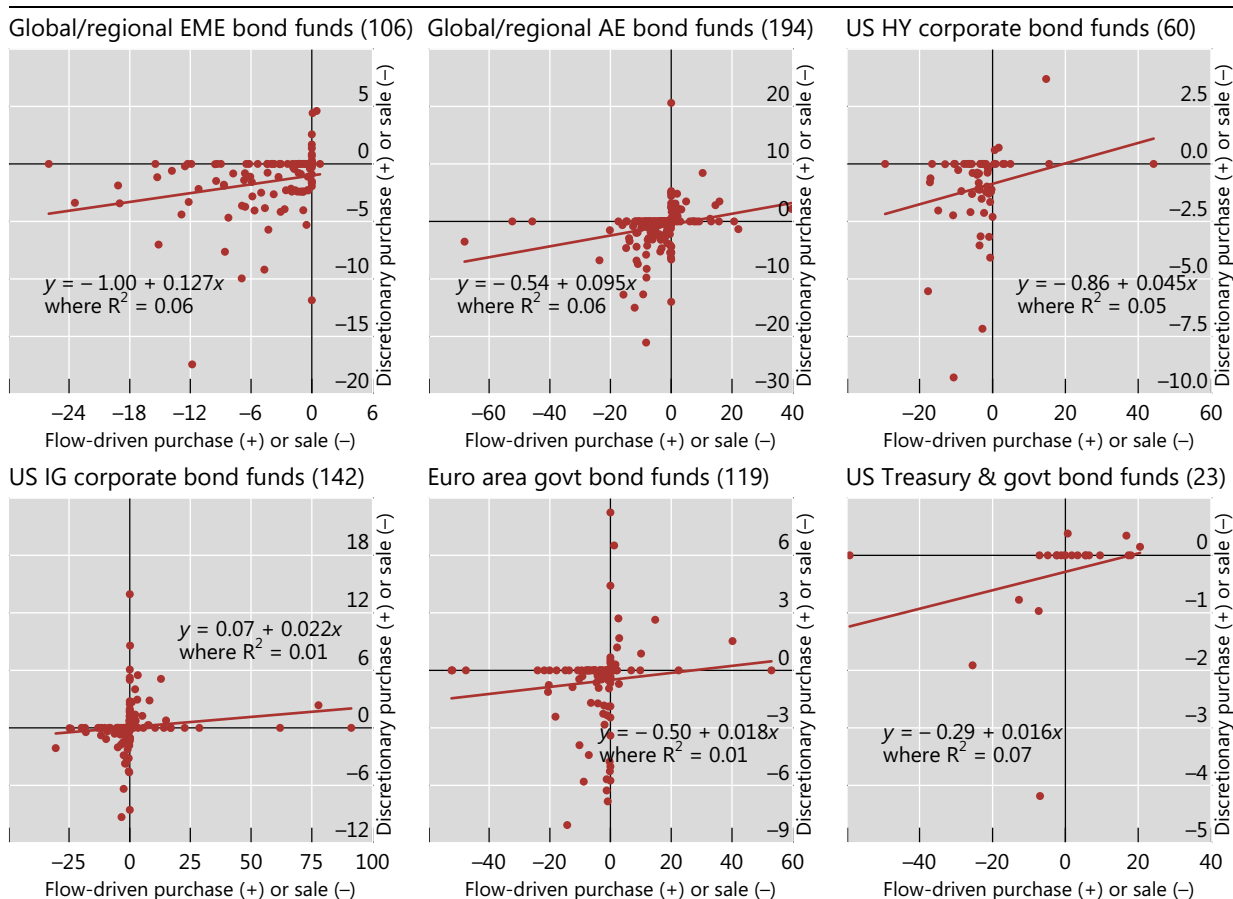 Global/regional EME bond funds (106)
5
0
−5
−10
−15
−20
y = − 1.00 + 0.127x
where R² = 0.06
−24 −18 −12 −6 0 6
Flow-driven purchase (+) or sale (−)
Discretionary purchase (+) or sale (−)
Global/regional AE bond funds (194)
20
10
0
−10
−20
−30
y = − 0.54 + 0.095x
where R² = 0.06
−60 −40 −20 0 20 40
Flow-driven purchase (+) or sale (−)
Discretionary purchase (+) or sale (−)
US HY corporate bond funds (60)
2.5
0.0
−2.5
−5.0
−7.5
−10.0
y = − 0.86 + 0.045x
where R² = 0.05
−20 0 20 40 60
Flow-driven purchase (+) or sale (−)
Discretionary purchase (+) or sale (−)
US IG corporate bond funds (142)
18
12
6
0
−6
−12
y = 0.07 + 0.022x
where R² = 0.01
−25 0 25 50 75 100
Flow-driven purchase (+) or sale (−)
Discretionary purchase (+) or sale (−)
Euro area govt bond funds (119)
6
3
0
−3
−6
−9
y = − 0.50 + 0.018x
where R² = 0.01
−40 −20 0 20 40 60
Flow-driven purchase (+) or sale (−)
Discretionary purchase (+) or sale (−)
US Treasury & govt bond funds (23)
0
−1
−2
−3
−4
−5
y = − 0.29 + 0.016x
where R² = 0.07
−40 −20 0 20 40
Flow-driven purchase (+) or sale (−)
Discretionary purchase (+) or sale (−)